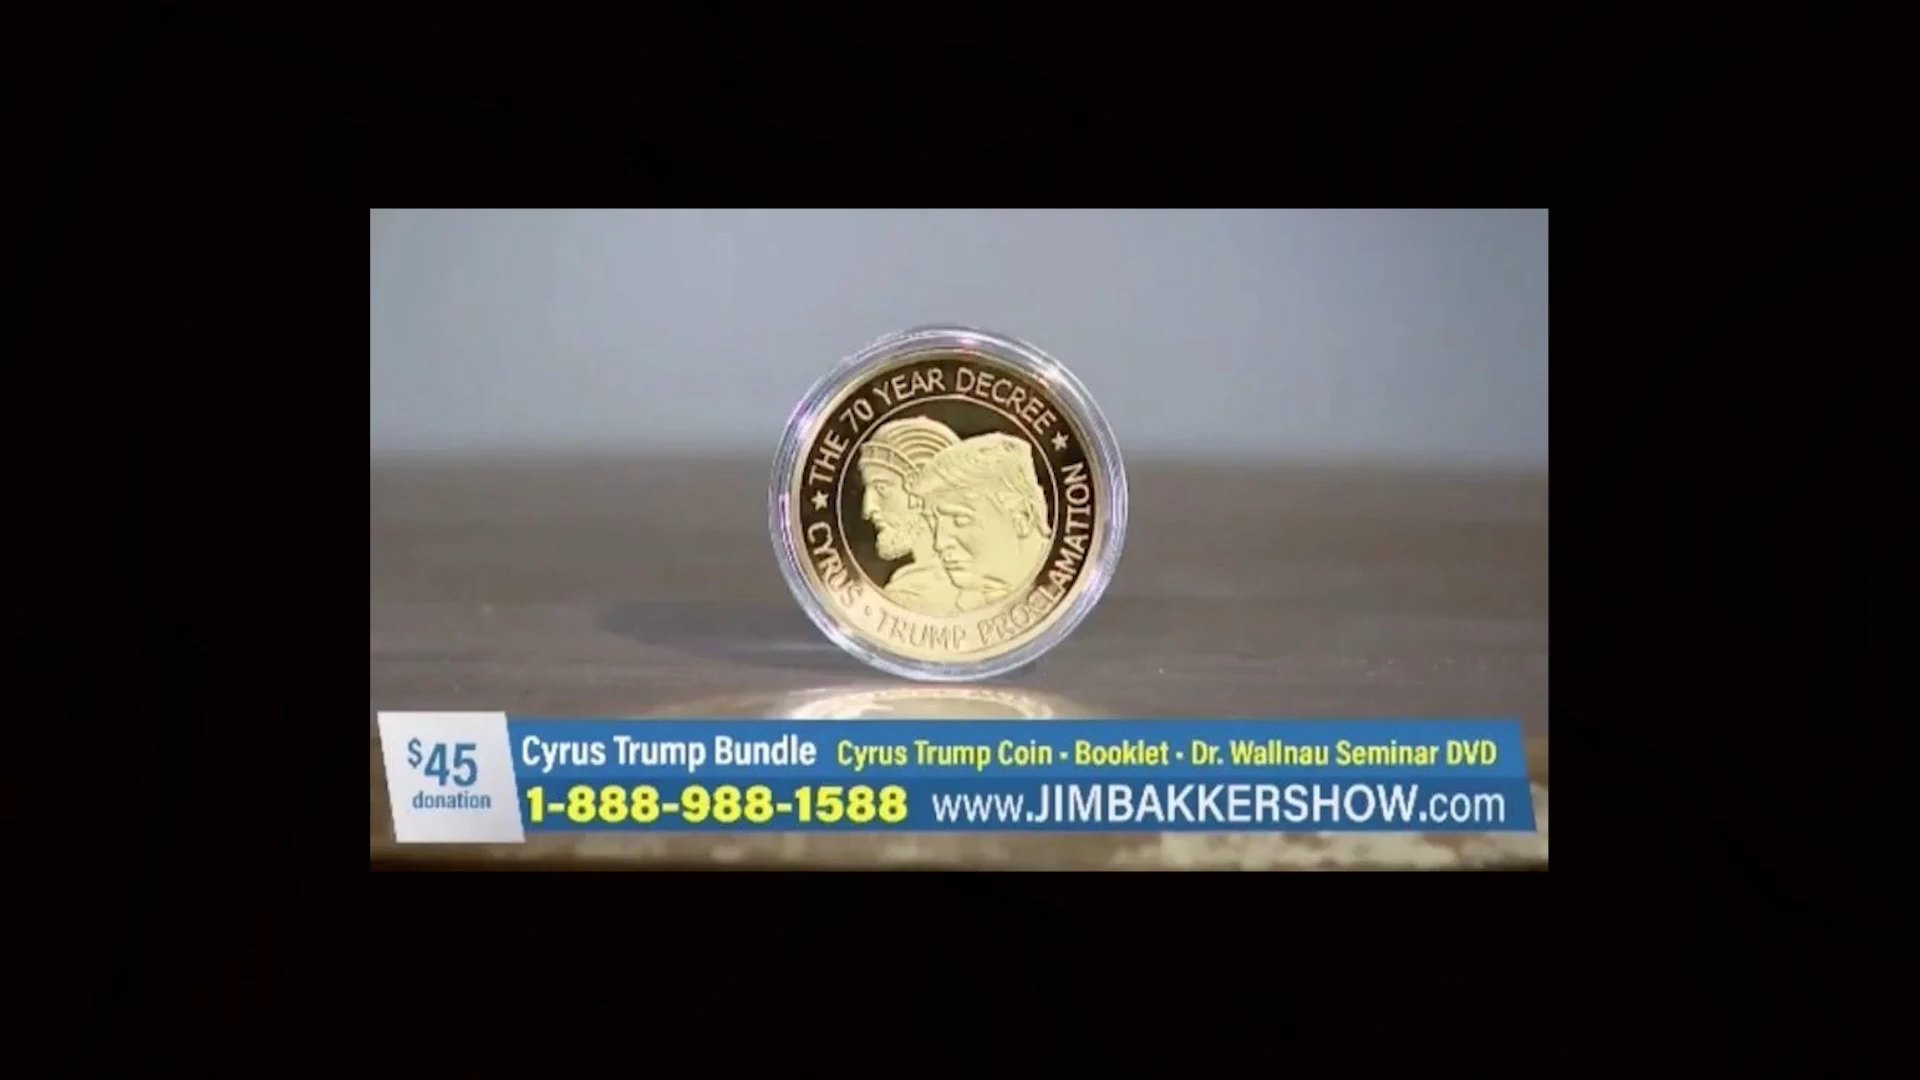 ★ THE 70 YEAR DECREE ★
CYRUS • TRUMP PROCLAMATION
$45
donation
Cyrus Trump Bundle Cyrus Trump Coin - Booklet - Dr. Wallnau Seminar DVD
1-888-988-1588 www.JIMBAKKERSHOW.com